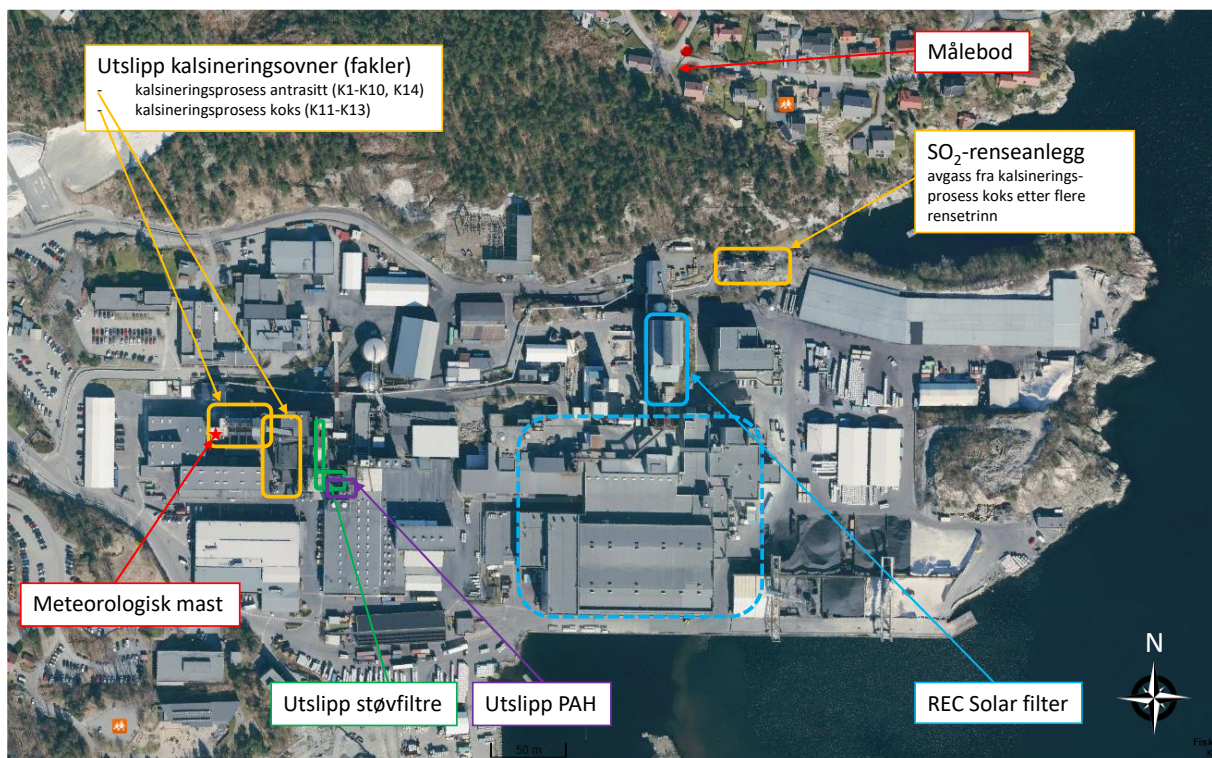 Utslipp kalsineringsovner (fakler)
- kalsineringsprosess antrasitt (K1-K10, K14)
- kalsineringsprosess koks (K11-K13)
Målebod
SO₂-renseanlegg
avgass fra kalsinerings-
prosess koks etter flere
rensetrinn
Meteorologisk mast
Utslipp støvfiltre
Utslipp PAH
REC Solar filter
N
50 m